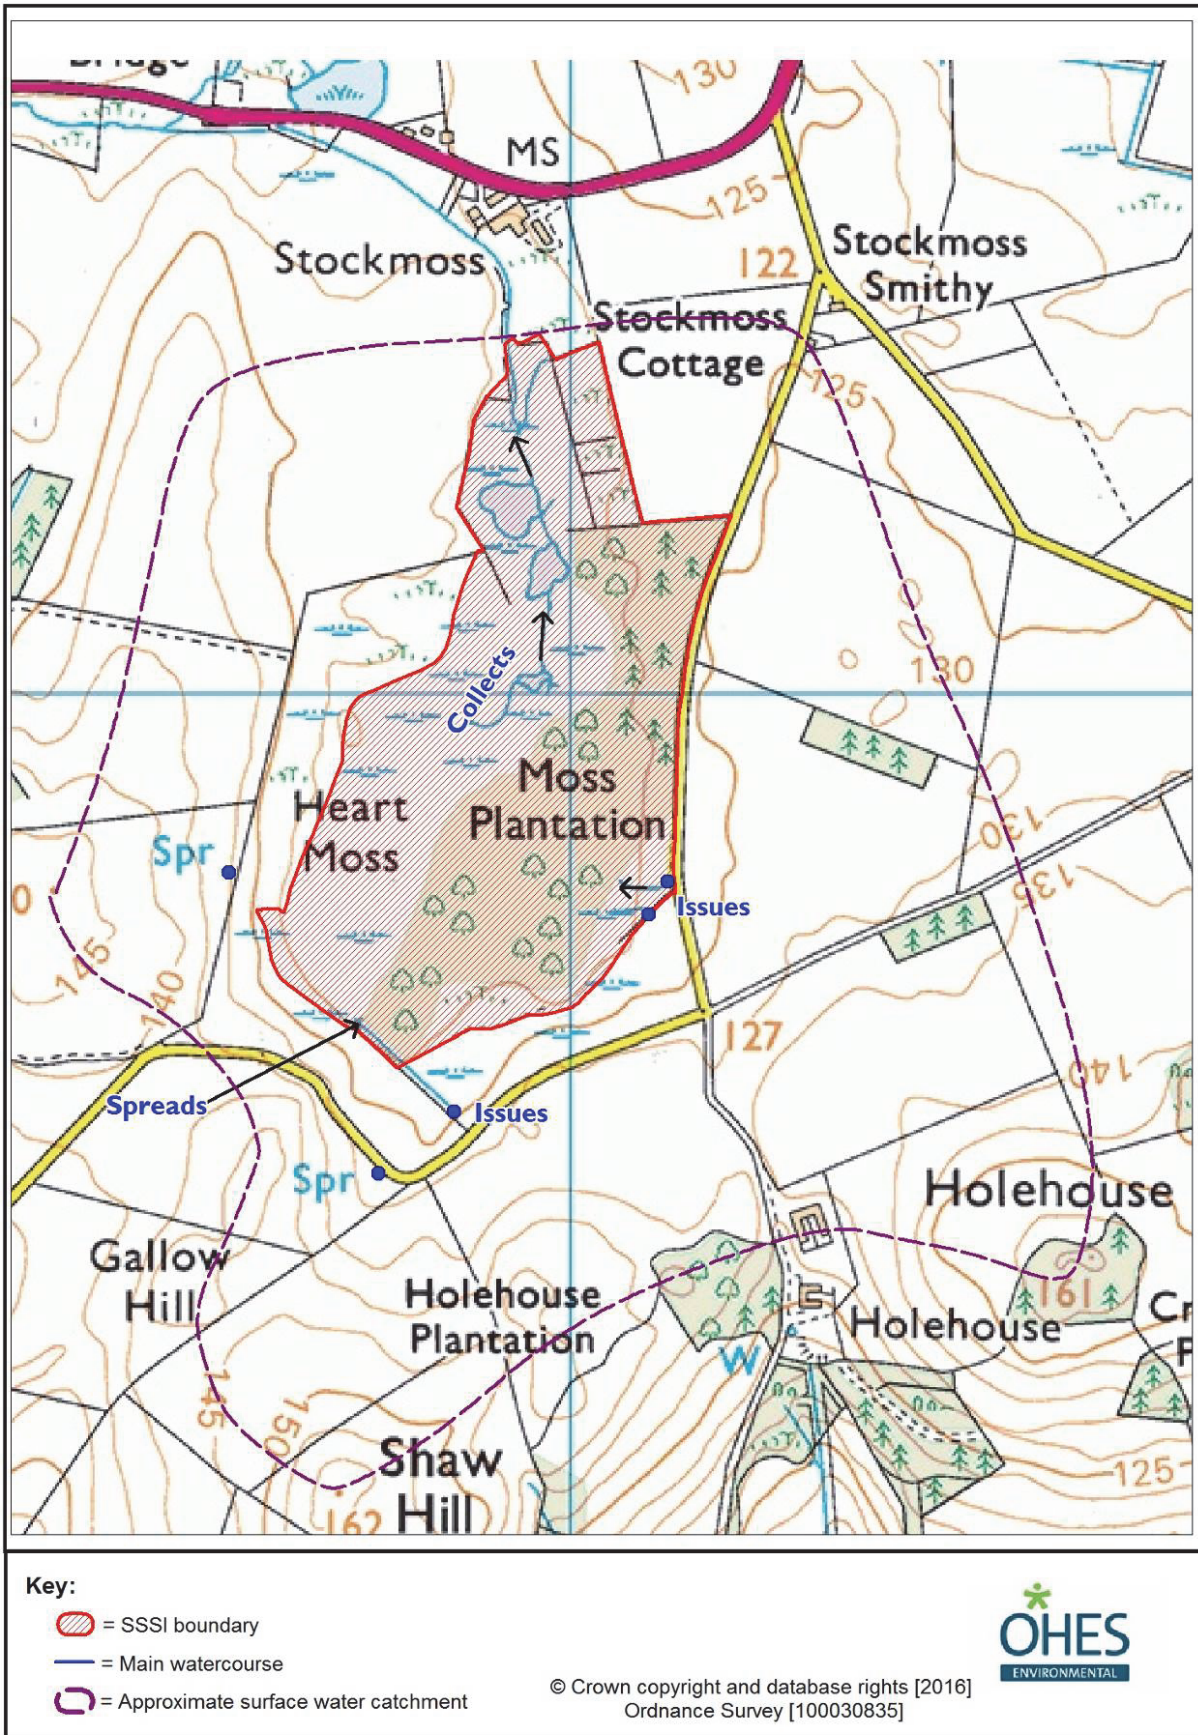 Bridge
130
MS
125
Stockmoss
122
Stockmoss
Smithy
Stockmoss
Cottage
125
130
Collects
Heart
Moss
Moss
Plantation
Spr
130
135
0
Issues
145
140
127
140
Spreads
Issues
Spr
Holehouse
Gallow
Hill
161
Holehouse
Plantation
Holehouse
W
145
150
Shaw
Hill
125
162
Key:
= SSSI boundary
= Main watercourse
= Approximate surface water catchment
© Crown copyright and database rights [2016]
Ordnance Survey [100030835]
OHES
ENVIRONMENTAL